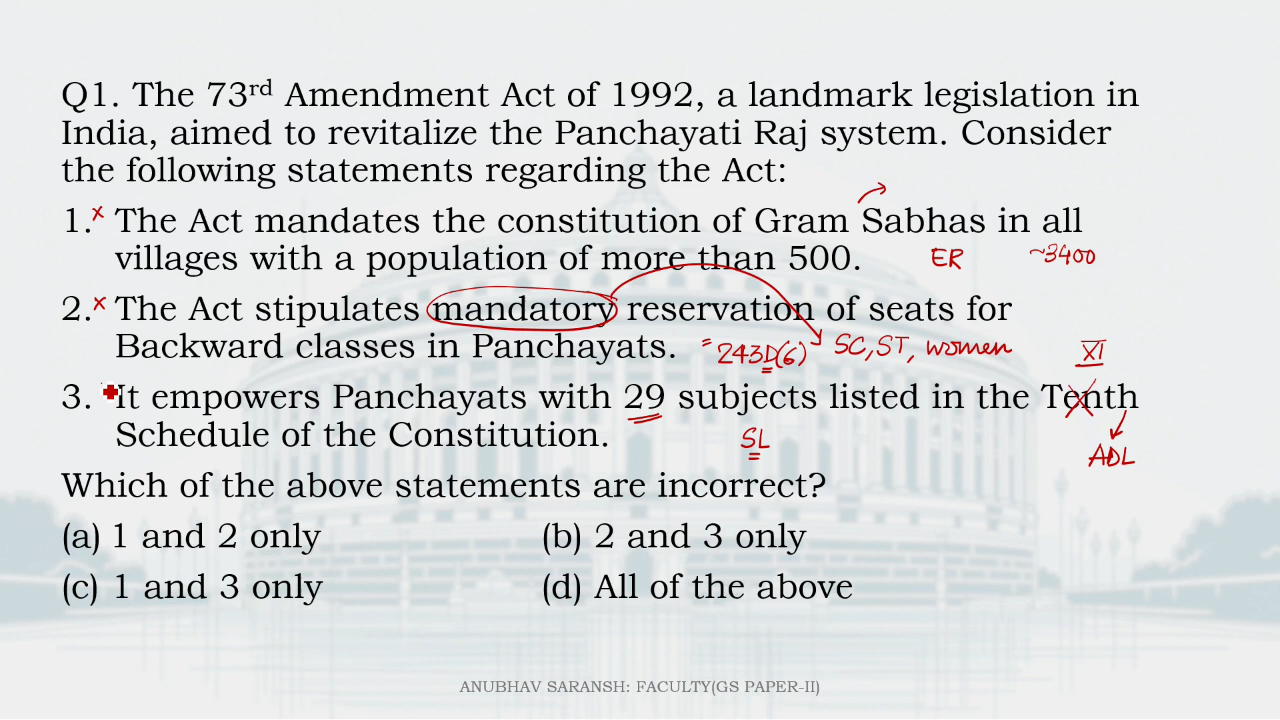 Q1. The 73rd Amendment Act of 1992, a landmark legislation in
India, aimed to revitalize the Panchayati Raj system. Consider
the following statements regarding the Act:
1.x The Act mandates the constitution of Gram Sabhas in all
villages with a population of more than 500.
ER ~3400
2.x The Act stipulates mandatory reservation of seats for
Backward classes in Panchayats.
= 243D(6) SC, ST, women
XI
3. It empowers Panchayats with 29 subjects listed in the Tenth
Schedule of the Constitution.
SL
ADL
Which of the above statements are incorrect?
(a) 1 and 2 only (b) 2 and 3 only
(c) 1 and 3 only (d) All of the above
ANUBHAV SARANSH: FACULTY(GS PAPER-II)